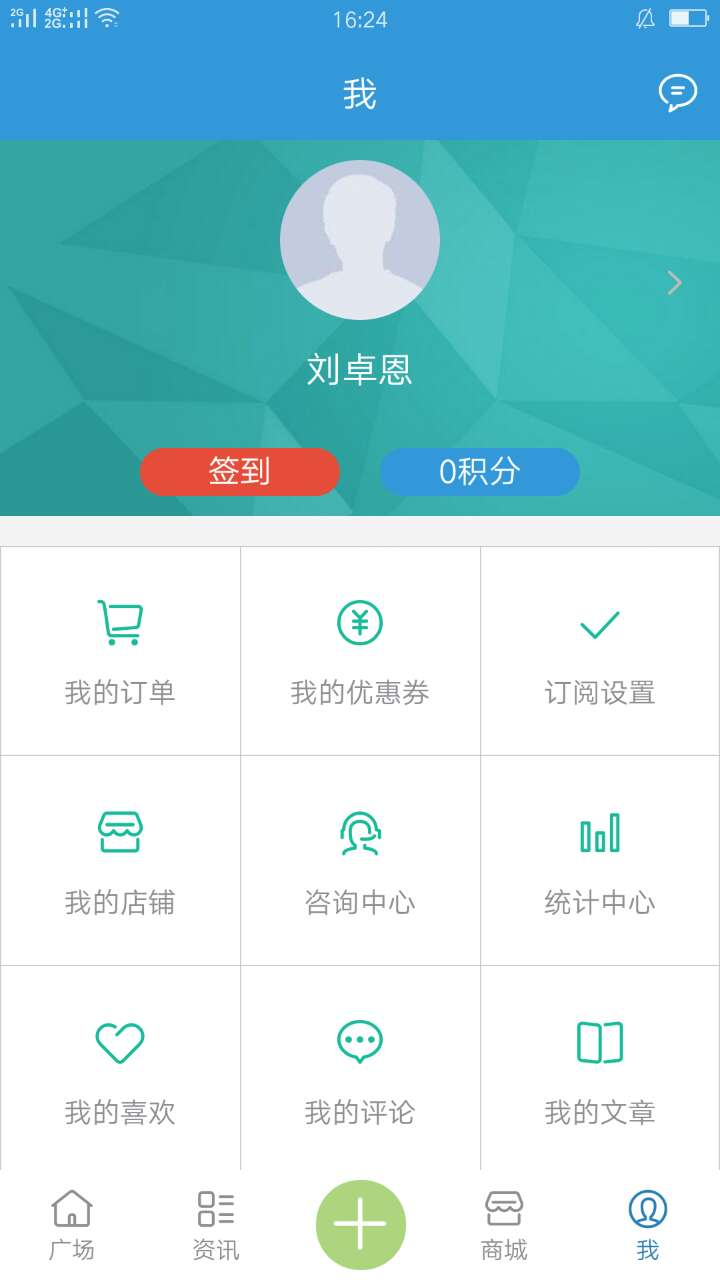 2G 4G+ 2G 16:24
我
刘卓恩
签到 0积分
我的订单 我的优惠券 订阅设置
我的店铺 咨询中心 统计中心
我的喜欢 我的评论 我的文章
广场 资讯 商城 我